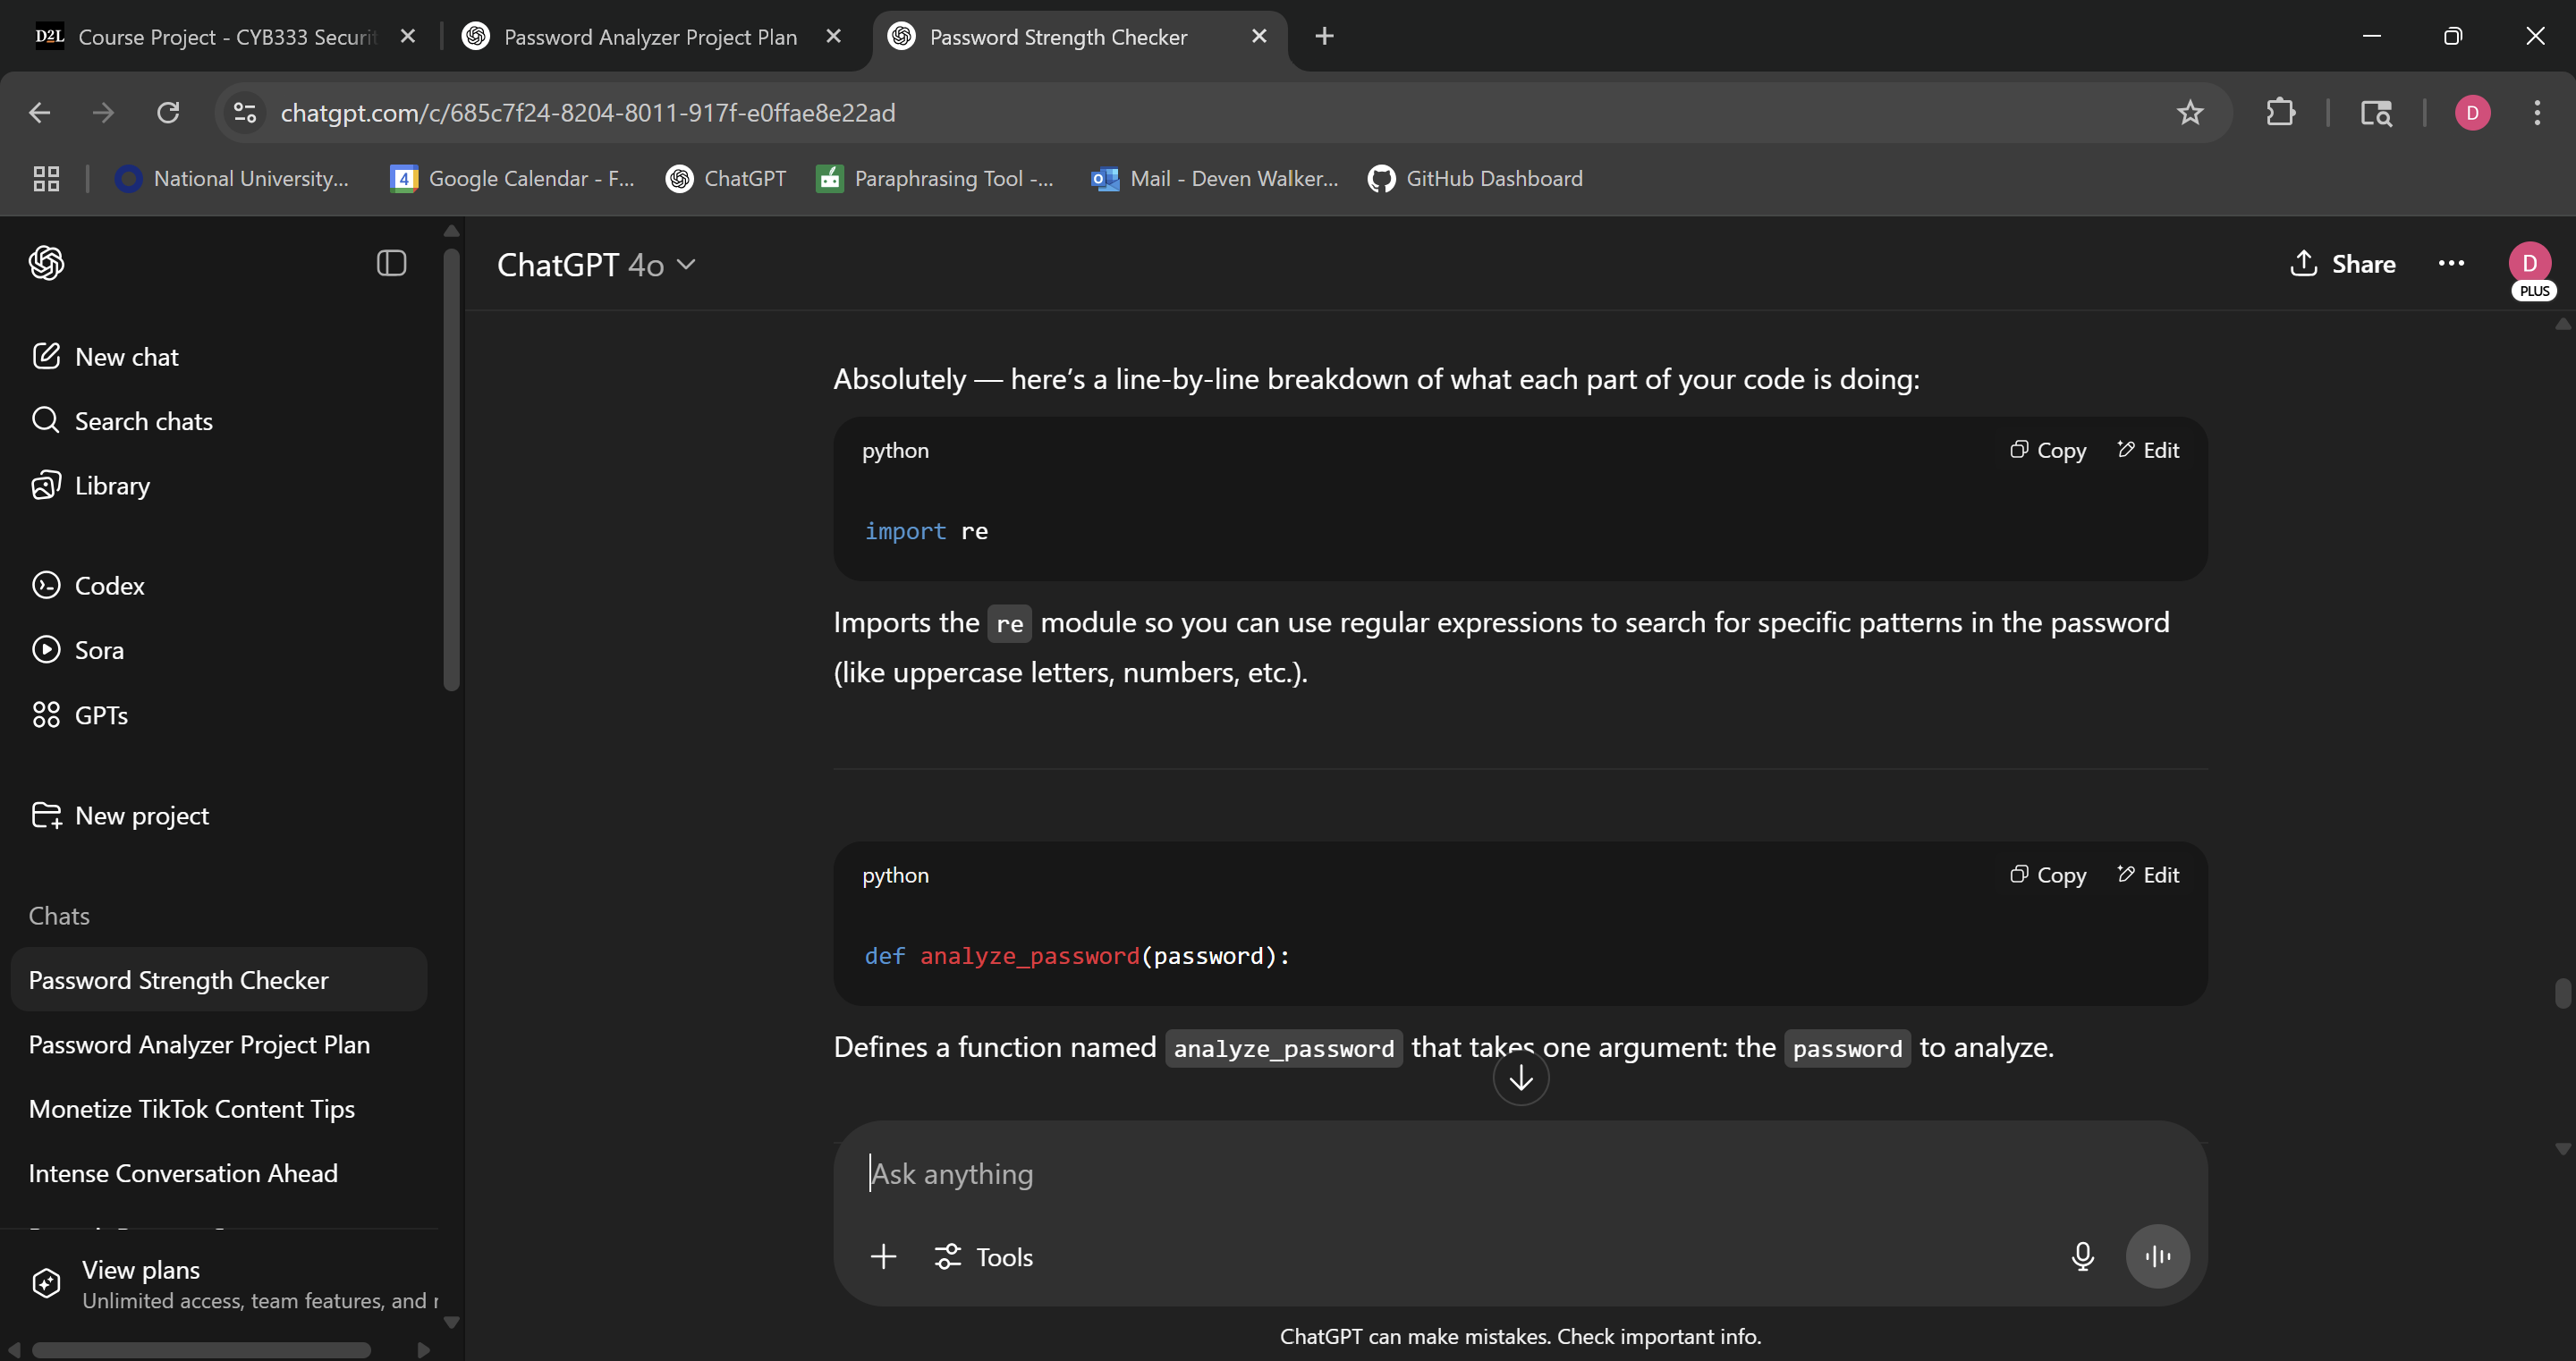 D2L Course Project - CYB333 Securit
Password Analyzer Project Plan
Password Strength Checker
chatgpt.com/c/685c7f24-8204-8011-917f-e0ffae8e22ad
D
National University...
4 Google Calendar - F...
ChatGPT
Paraphrasing Tool -...
Mail - Deven Walker...
GitHub Dashboard
ChatGPT 4o
Share
D
PLUS
New chat
Search chats
Library
Codex
Sora
GPTs
New project
Chats
Password Strength Checker
Password Analyzer Project Plan
Monetize TikTok Content Tips
Intense Conversation Ahead
View plans
Unlimited access, team features, and
Absolutely — here’s a line-by-line breakdown of what each part of your code is doing:
python
Copy Edit
import re
Imports the re module so you can use regular expressions to search for specific patterns in the password
(like uppercase letters, numbers, etc.).
python
Copy Edit
def analyze_password(password):
Defines a function named analyze_password that takes one argument: the password to analyze.
Ask anything
Tools
ChatGPT can make mistakes. Check important info.